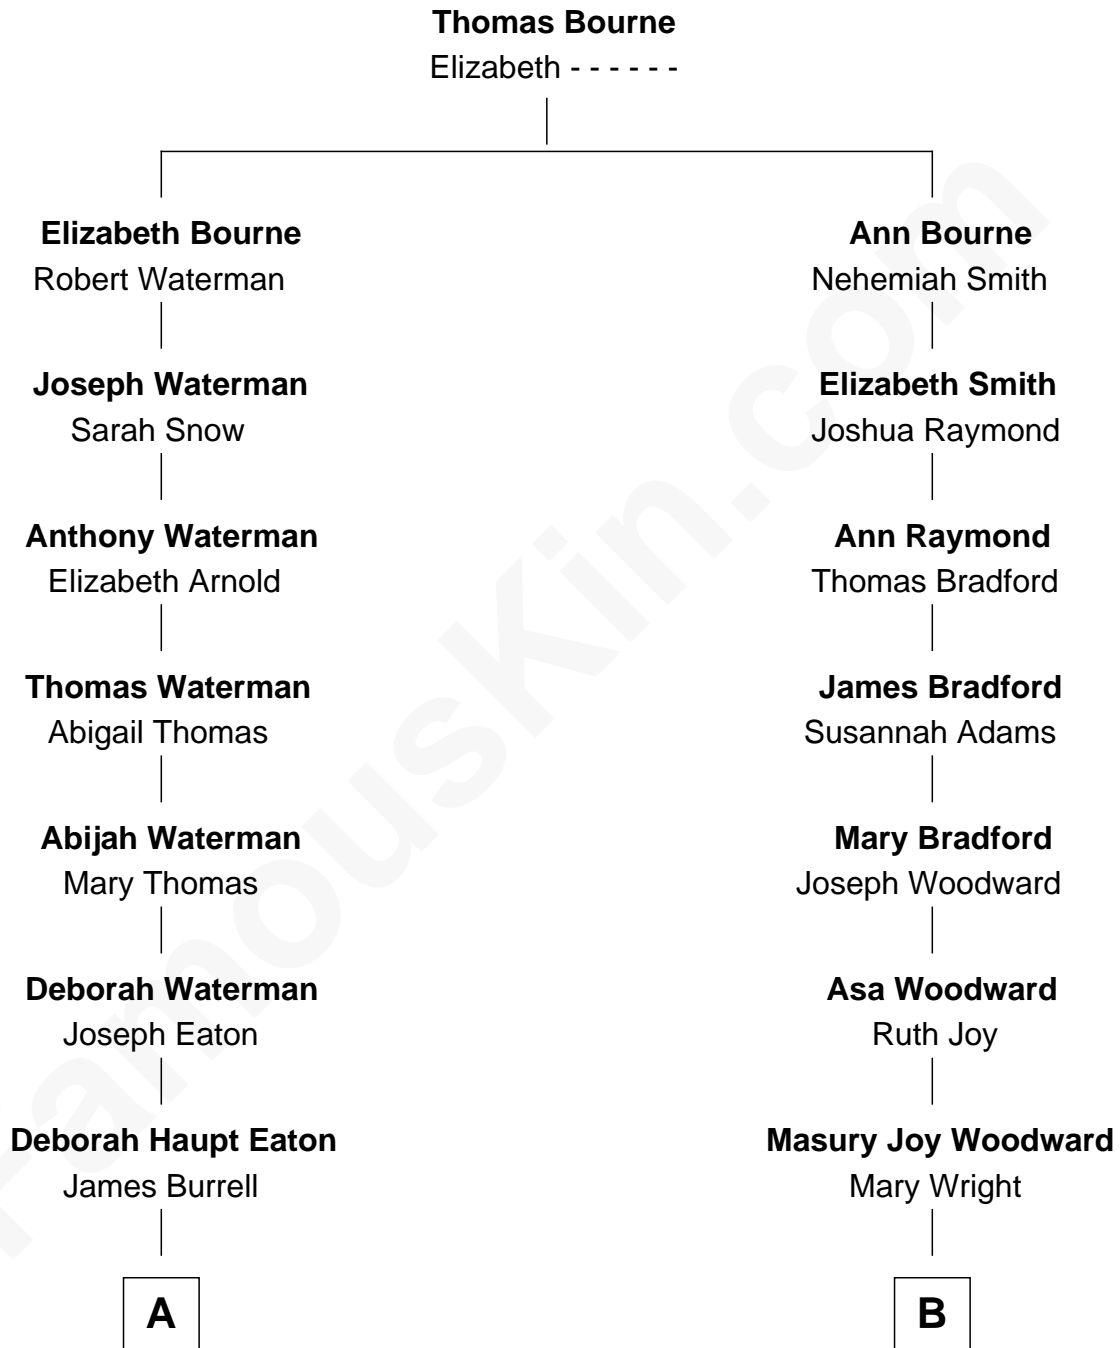 Thomas Bourne
Elizabeth - - - - - -
Elizabeth Bourne
Robert Waterman
Ann Bourne
Nehemiah Smith
Joseph Waterman
Sarah Snow
Elizabeth Smith
Joshua Raymond
Anthony Waterman
Elizabeth Arnold
Ann Raymond
Thomas Bradford
Thomas Waterman
Abigail Thomas
James Bradford
Susannah Adams
Abijah Waterman
Mary Thomas
Mary Bradford
Joseph Woodward
Deborah Waterman
Joseph Eaton
Asa Woodward
Ruth Joy
Deborah Haupt Eaton
James Burrell
Masury Joy Woodward
Mary Wright
A
B
FamousKin.com